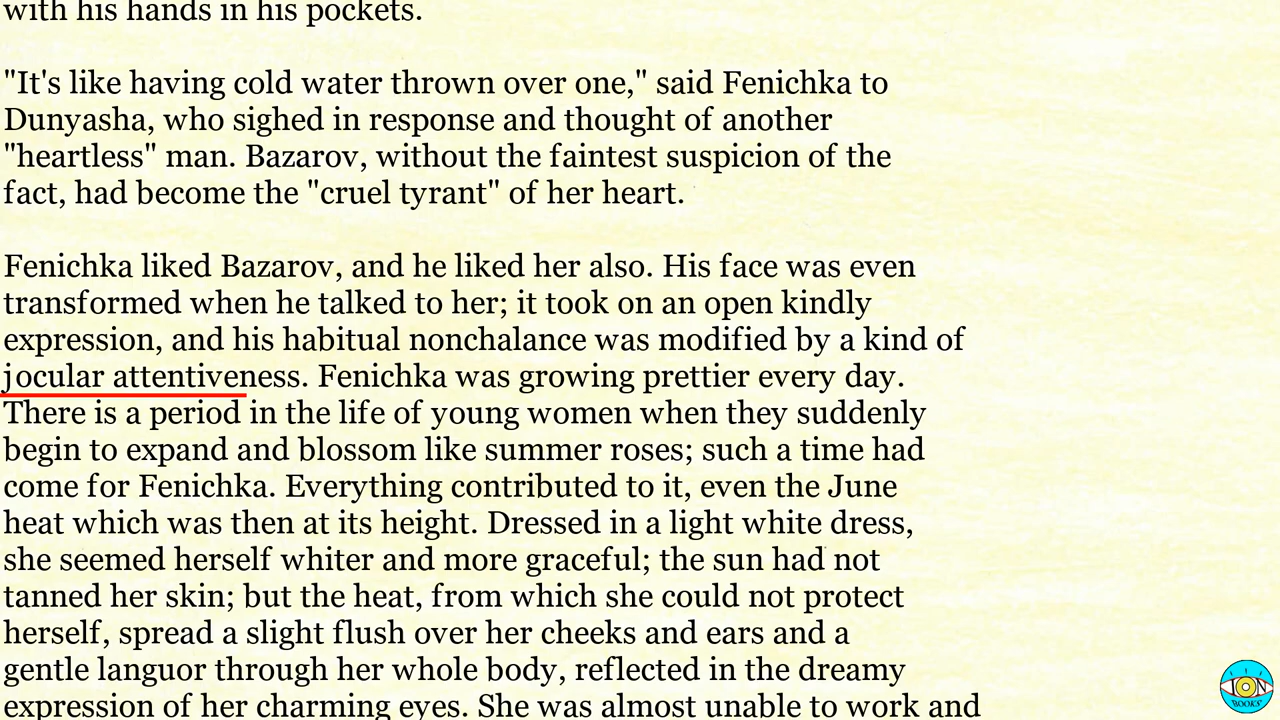 with his hands in his pockets.
"It's like having cold water thrown over one," said Fenichka to
Dunyasha, who sighed in response and thought of another
"heartless" man. Bazarov, without the faintest suspicion of the
fact, had become the "cruel tyrant" of her heart.
Fenichka liked Bazarov, and he liked her also. His face was even
transformed when he talked to her; it took on an open kindly
expression, and his habitual nonchalance was modified by a kind of
jocular attentiveness. Fenichka was growing prettier every day.
There is a period in the life of young women when they suddenly
begin to expand and blossom like summer roses; such a time had
come for Fenichka. Everything contributed to it, even the June
heat which was then at its height. Dressed in a light white dress,
she seemed herself whiter and more graceful; the sun had not
tanned her skin; but the heat, from which she could not protect
herself, spread a slight flush over her cheeks and ears and a
gentle languor through her whole body, reflected in the dreamy
expression of her charming eyes. She was almost unable to work and
ION
BOOKS